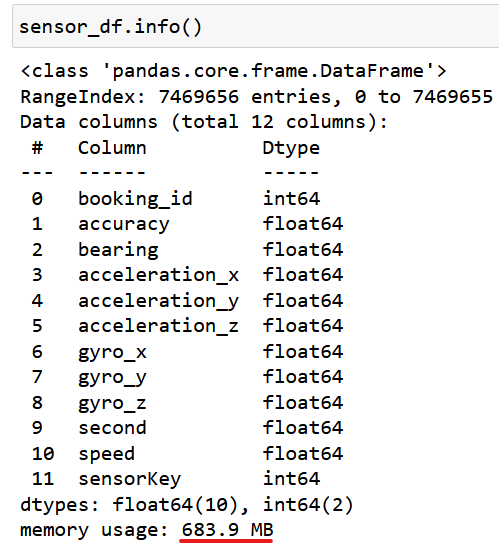 sensor_df.info()
<class 'pandas.core.frame.DataFrame'>
RangeIndex: 7469656 entries, 0 to 7469655
Data columns (total 12 columns):
 #   Column          Dtype
---  ------          -----
 0   booking_id      int64
 1   accuracy        float64
 2   bearing         float64
 3   acceleration_x  float64
 4   acceleration_y  float64
 5   acceleration_z  float64
 6   gyro_x          float64
 7   gyro_y          float64
 8   gyro_z          float64
 9   second          float64
 10  speed           float64
 11  sensorKey       int64
dtypes: float64(10), int64(2)
memory usage: 683.9 MB